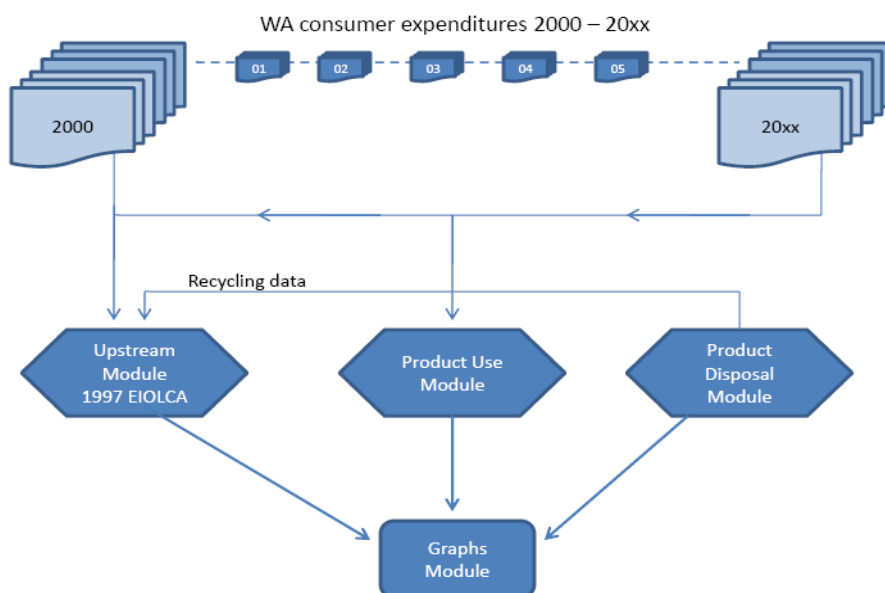 WA consumer expenditures 2000 – 20xx
01
02
03
04
05
2000
20xx
Recycling data
Upstream
Module
1997 EIOLCA
Product Use
Module
Product
Disposal
Module
Graphs
Module